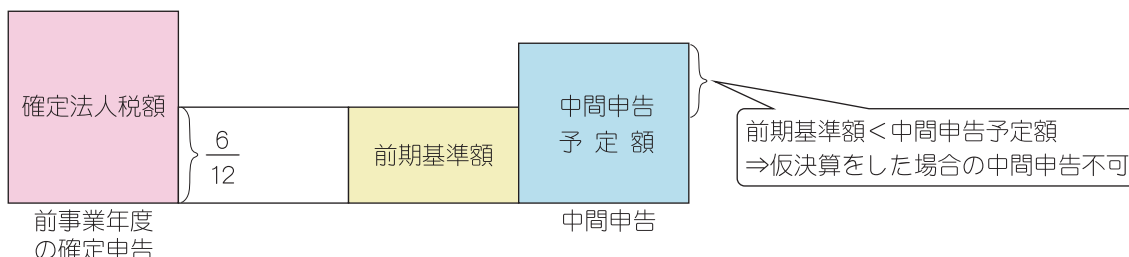 確定法人税額
6
12
前期基準額
中間申告
予定額
前期基準額<中間申告予定額
⇒仮決算をした場合の中間申告不可
前事業年度
の確定申告
中間申告